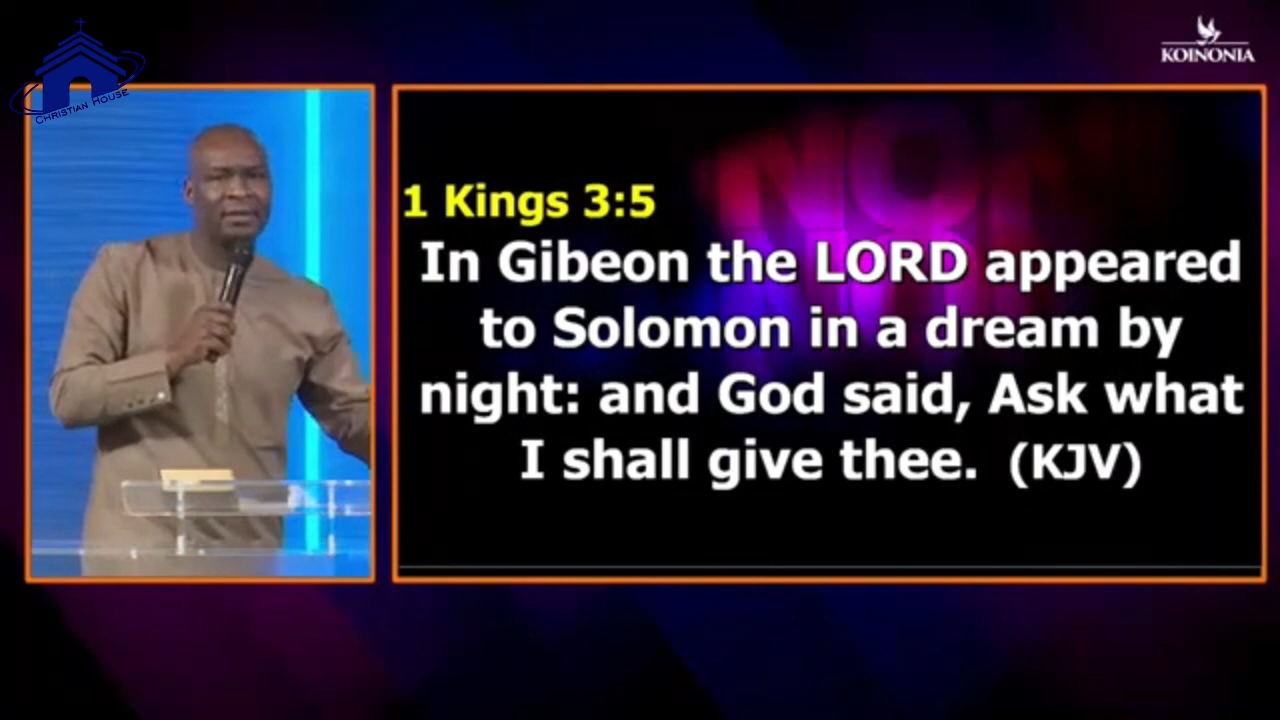 CHRISTIAN HOUSE
KOINONIA
1 Kings 3:5
In Gibeon the LORD appeared
to Solomon in a dream by
night: and God said, Ask what
I shall give thee. (KJV)